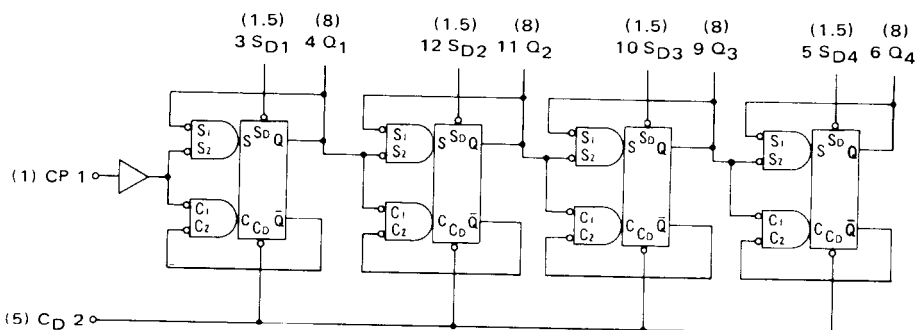 (1.5) (8) (1.5) (8) (1.5) (8) (1.5) (8)
3 SD1 4 Q1 12 SD2 11 Q2 10 SD3 9 Q3 5 SD4 6 Q4
S1 S2 S SD Q
S1 S2 S SD Q
S1 S2 S SD Q
S1 S2 S SD Q
(1) CP 1
C1 C2 C CD Q̅
C1 C2 C CD Q̅
C1 C2 C CD Q̅
C1 C2 C CD Q̅
(5) CD 2